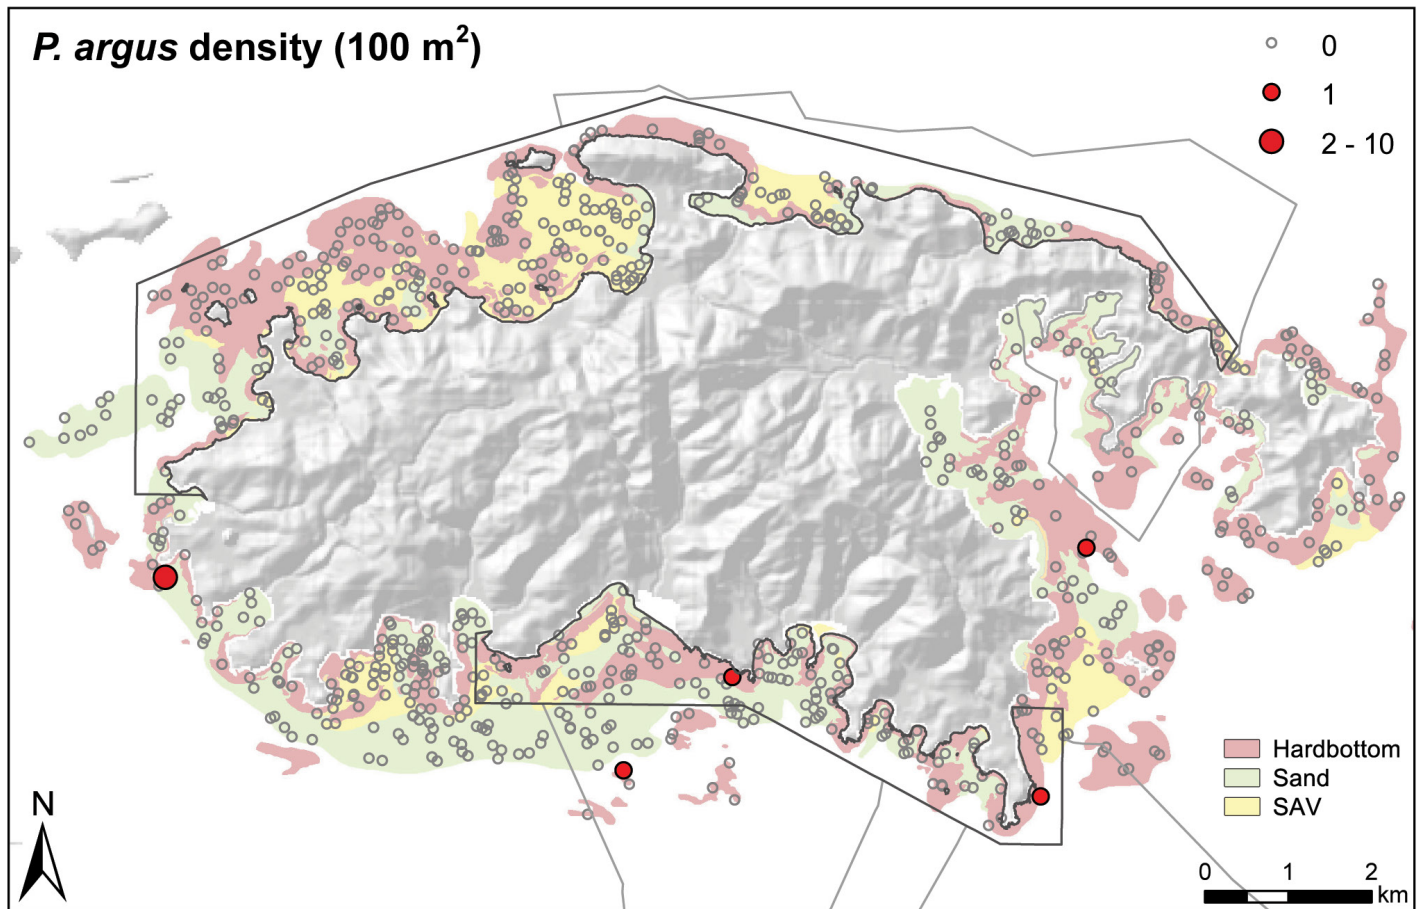 P. argus density (100 m²)
0
1
2 - 10
Hardbottom
Sand
SAV
N
0 1 2
km